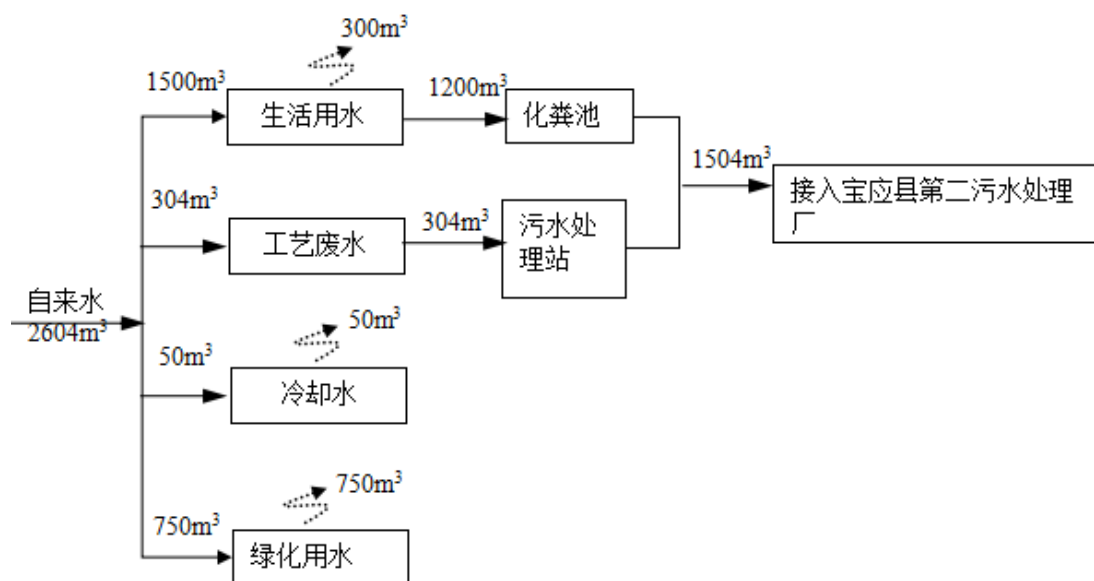 300m³
1500m³
生活用水
1200m³
化粪池
1504m³
接入宝应县第二污水处理
厂
304m³
工艺废水
304m³
污水处
理站
自来水
2604m³
50m³
50m³
冷却水
750m³
750m³
绿化用水